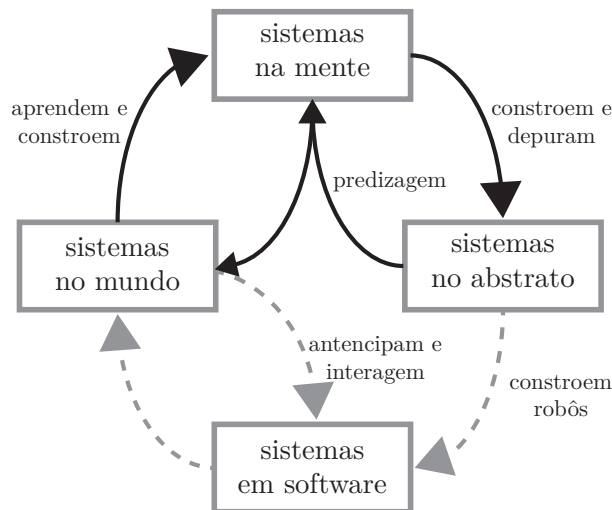 sistemas
na mente
aprendem e
constroem
constroem e
depuram
predizagem
sistemas
no mundo
sistemas
no abstrato
antencipam e
interagem
constroem
robôs
sistemas
em software